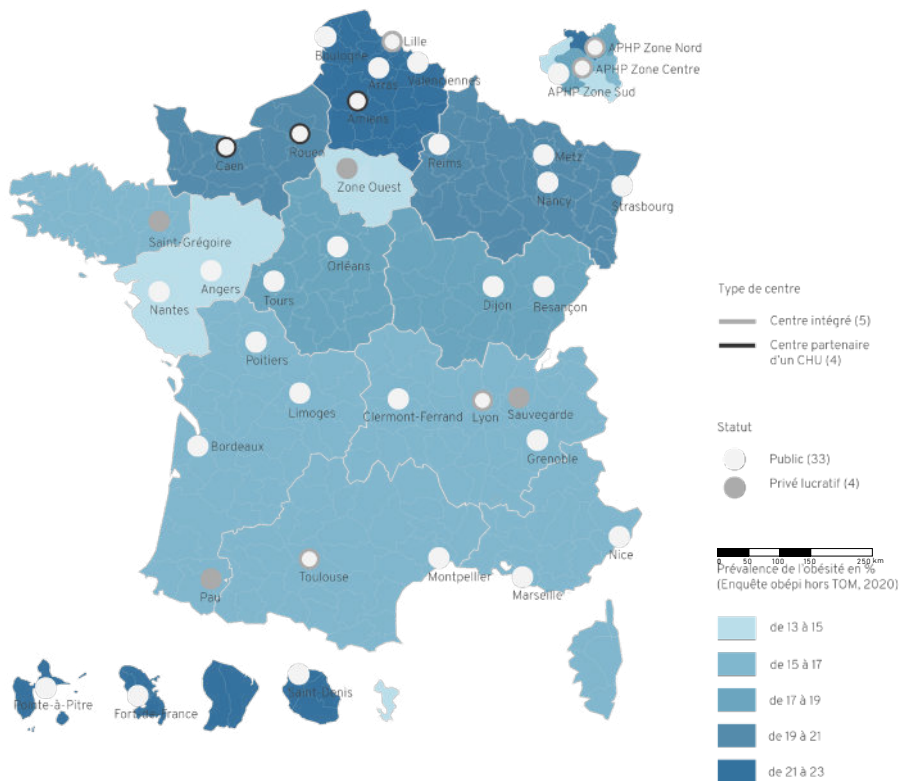 Lille
Boulogne
Arras
Valenciennes
APHP Zone Nord
APHP Zone Centre
APHP Zone Sud
Amiens
Rouen
Caen
Reims
Metz
Zone Ouest
Nancy
Strasbourg
Saint-Grégoire
Orléans
Angers
Tours
Nantes
Dijon
Besançon
Poitiers
Limoges
Clermont-Ferrand
Lyon
Sauvegarde
Bordeaux
Grenoble
Nice
Toulouse
Montpellier
Marseille
Pau
Pointe-à-Pitre
Fort-de-France
Saint-Denis
Type de centre
Centre intégré (5)
Centre partenaire
d'un CHU (4)
Statut
Public (33)
Privé lucratif (4)
0 50 100 150 250 km
Prévalence de l'obésité en %
(Enquête obépi hors TOM, 2020)
de 13 à 15
de 15 à 17
de 17 à 19
de 19 à 21
de 21 à 23